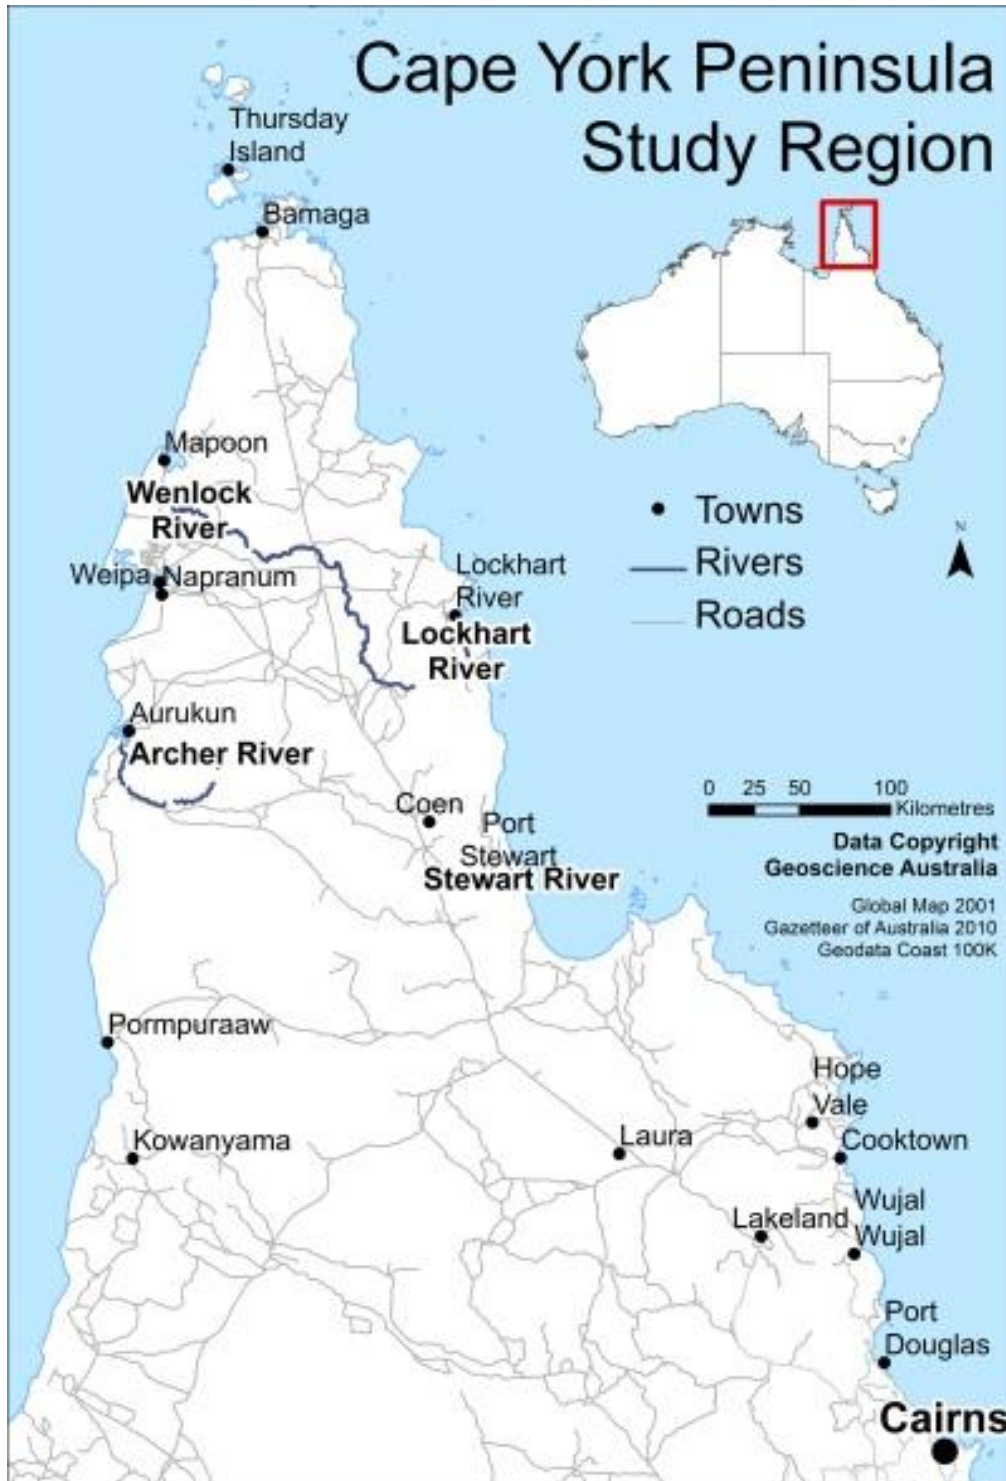 Cape York Peninsula
Study Region
Thursday
Island
Bamaga
Mapoon
Wenlock
River
Towns
Rivers
Roads
N
Weipa
Napranum
Lockhart
River
Lockhart
River
Aurukun
Archer River
Coen
Port
Stewart
Stewart River
0 25 50 100
Kilometres
Data Copyright
Geoscience Australia
Global Map 2001
Gazetteer of Australia 2010
Geodata Coast 100K
Pormpuraaw
Hope
Vale
Kowanyama
Laura
Cooktown
Wujal
Wujal
Lakeland
Port
Douglas
Cairns